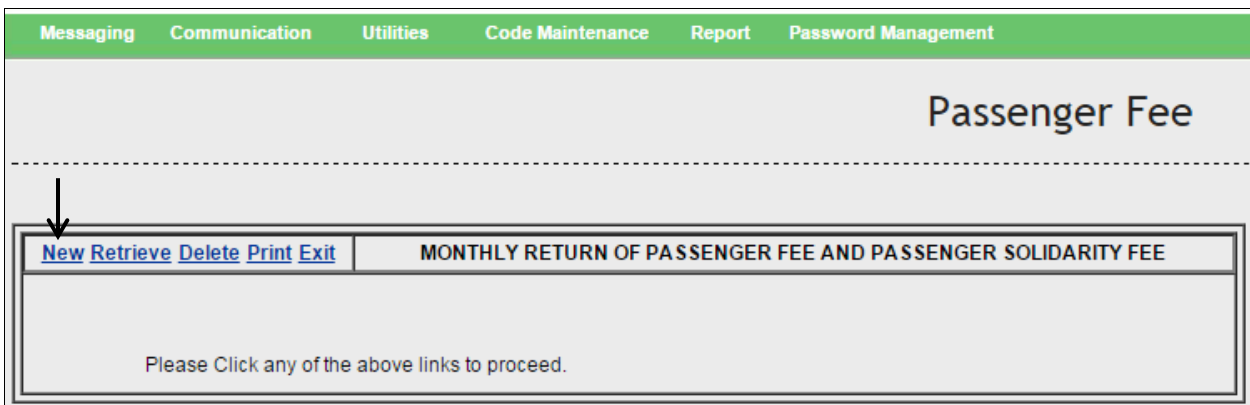 Messaging Communication Utilities Code Maintenance Report Password Management
Passenger Fee
New Retrieve Delete Print Exit MONTHLY RETURN OF PASSENGER FEE AND PASSENGER SOLIDARITY FEE
Please Click any of the above links to proceed.